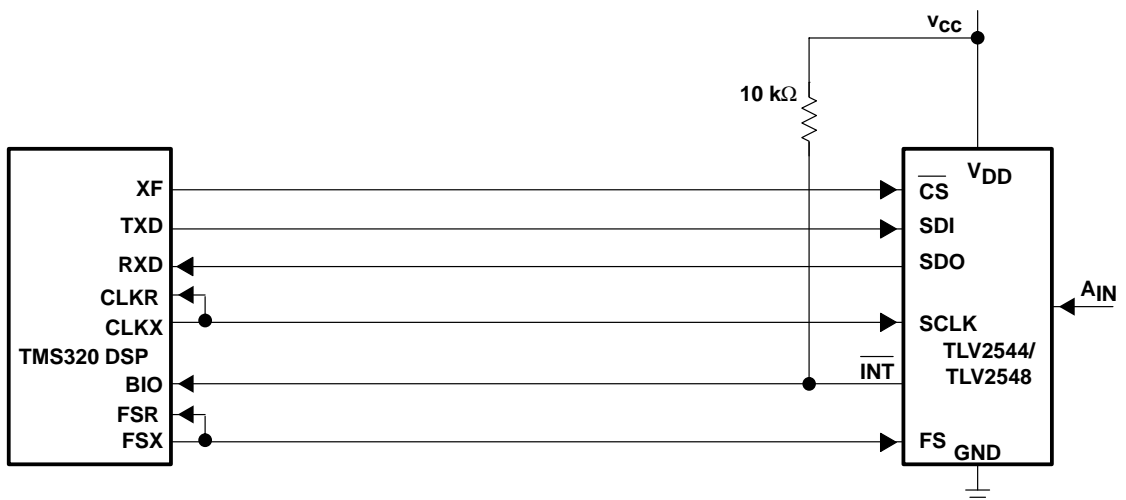 vCC
10 kΩ
VDD
XF
CS
TXD
SDI
RXD
SDO
CLKR
AIN
CLKX
SCLK
TMS320 DSP
TLV2544/
TLV2548
BIO
INT
FSR
FSX
FS
GND